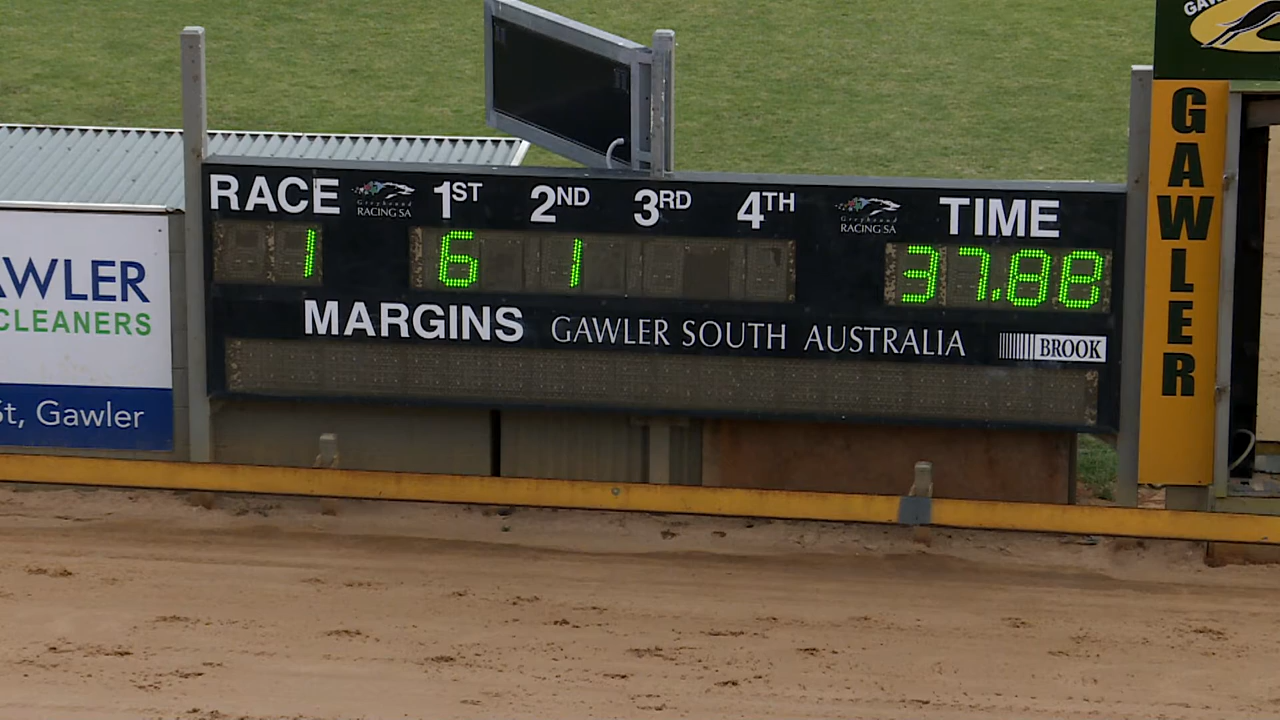 GAW
RACE
Greyhound
RACING SA
1ST
2ND
3RD
4TH
Greyhound
RACING SA
TIME
1
6
1
37.88
MARGINS
GAWLER SOUTH AUSTRALIA
BROOK
AWLER
CLEANERS
St, Gawler
GAWLER